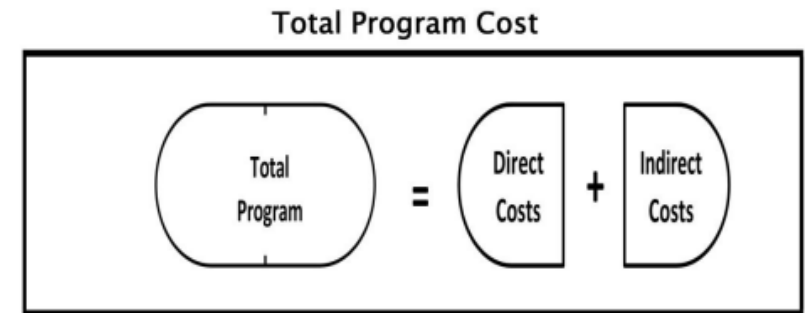 Total Program Cost
Total
Program
=
Direct
Costs
+
Indirect
Costs